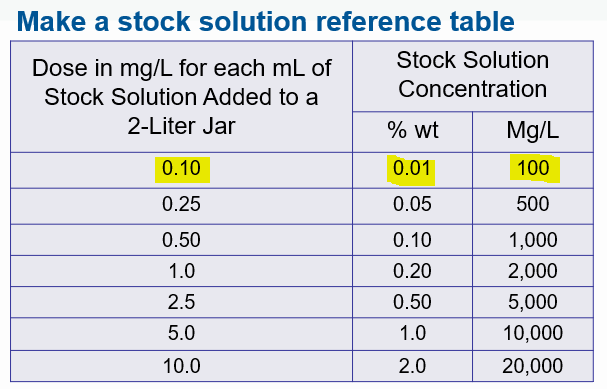 Make a stock solution reference table
Dose in mg/L for each mL of
Stock Solution Added to a
2-Liter Jar
Stock Solution
Concentration
% wt Mg/L
0.10 0.01 100
0.25 0.05 500
0.50 0.10 1,000
1.0 0.20 2,000
2.5 0.50 5,000
5.0 1.0 10,000
10.0 2.0 20,000